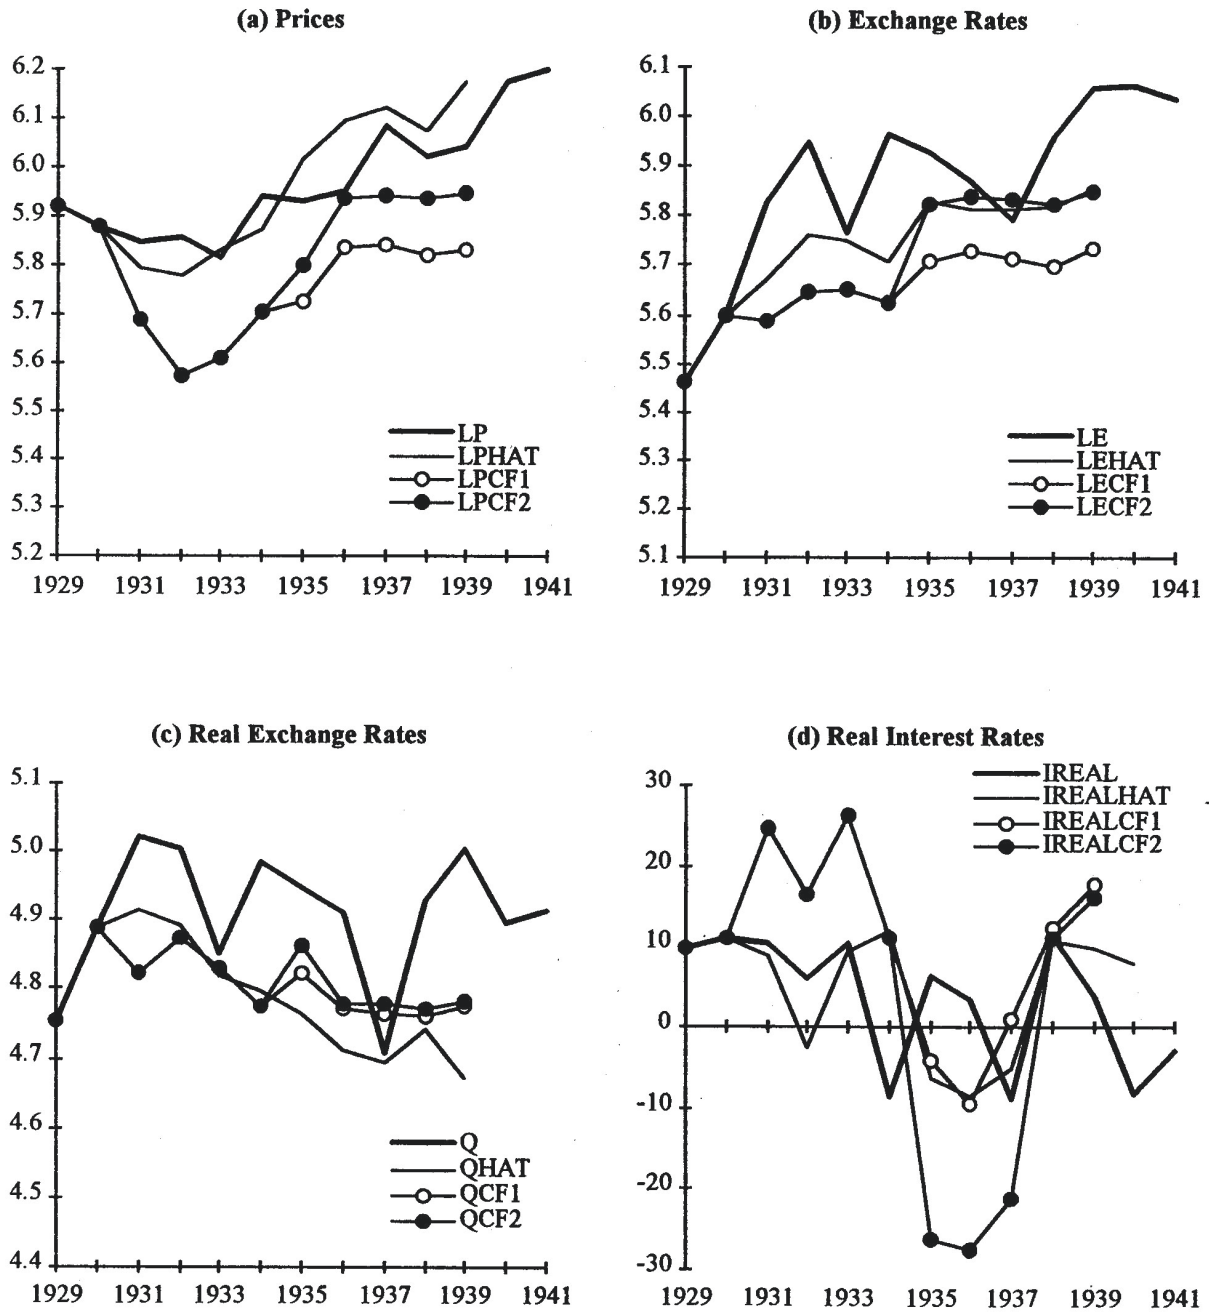 (a) Prices
6.2
6.1
6.0
5.9
5.8
5.7
5.6
5.5
5.4
5.3
5.2
LP
LPHAT
LPCF1
LPCF2
1929 1931 1933 1935 1937 1939 1941
(b) Exchange Rates
6.1
6.0
5.9
5.8
5.7
5.6
5.5
5.4
5.3
5.2
5.1
LE
LEHAT
LECF1
LECF2
1929 1931 1933 1935 1937 1939 1941
(c) Real Exchange Rates
5.1
5.0
4.9
4.8
4.7
4.6
4.5
4.4
Q
QHAT
QCF1
QCF2
1929 1931 1933 1935 1937 1939 1941
(d) Real Interest Rates
30
20
10
0
-10
-20
-30
IREAL
IREALHAT
IREALCF1
IREALCF2
1929 1931 1933 1935 1937 1939 1941